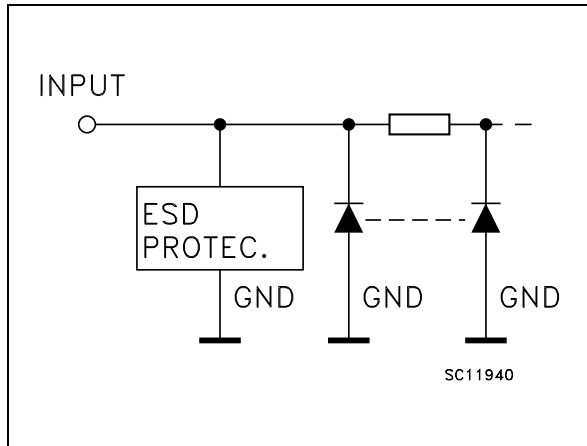 INPUT
ESD
PROTEC.
GND
GND
GND
SC11940